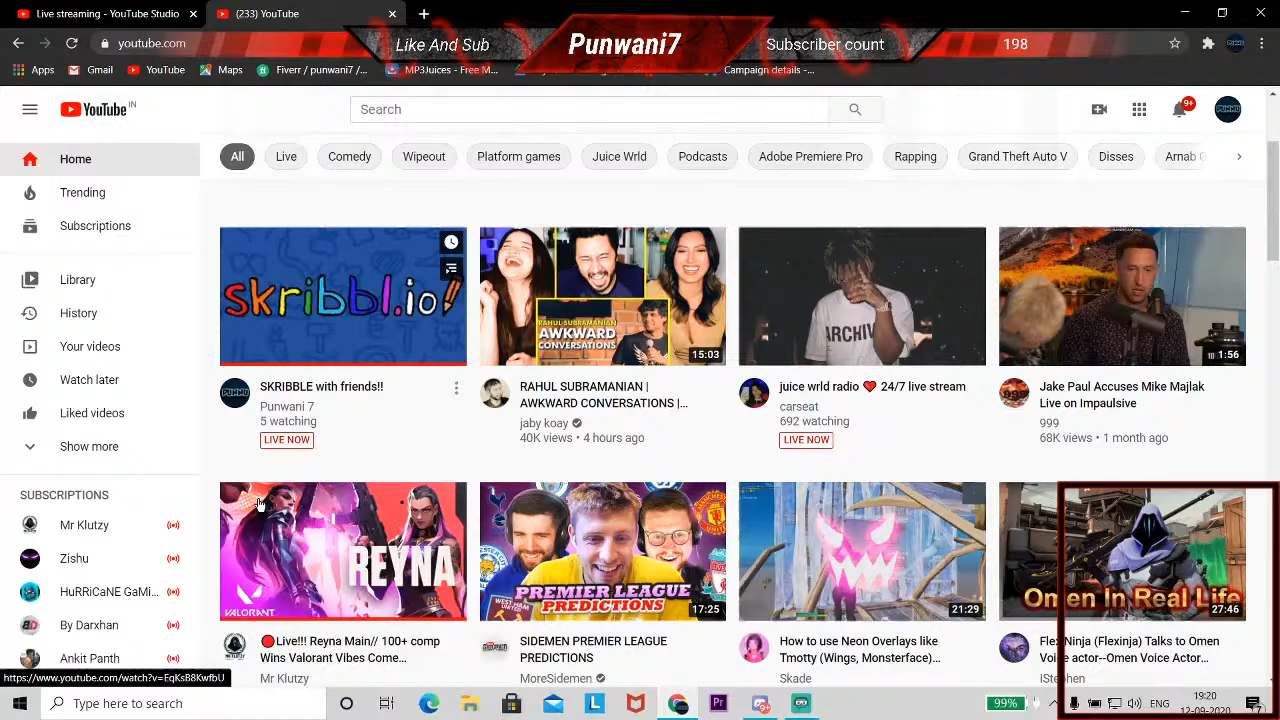 Live streaming - YouTube Studio
(233) YouTube
Like And Sub
Punwani7
Subscriber count
198
youtube.com
Apps
Gmail
YouTube
Maps
Fiverr / punwani7 /...
MP3Juices - Free M...
Campaign details -...
YouTube IN
Search
9+
PUNNU
Home
Trending
Subscriptions
Library
History
Your videos
Watch later
Liked videos
Show more
SUBSCRIPTIONS
Mr Klutzy
Zishu
HuRRiCANE GaMi...
By Darxhan
Ankit Panth
All
Live
Comedy
Wipeout
Platform games
Juice Wrld
Podcasts
Adobe Premiere Pro
Rapping
Grand Theft Auto V
Disses
Arnab G
skribbl.io
SKRIBBLE with friends!!
Punwani 7
5 watching
LIVE NOW
RAHUL SUBRAMANIAN
AWKWARD
CONVERSATIONS
15:03
RAHUL SUBRAMANIAN |
AWKWARD CONVERSATIONS |...
jaby koay
40K views • 4 hours ago
ARCHIV
juice wrld radio ❤️ 24/7 live stream
carseat
692 watching
LIVE NOW
1:56
999
Jake Paul Accuses Mike Majlak
Live on Impaulsive
999
68K views • 1 month ago
REYNA
VALORANT
🔴Live!!! Reyna Main// 100+ comp
Wins Valorant Vibes Come...
Mr Klutzy
PREMIER LEAGUE
PREDICTIONS
17:25
SIDEMEN PREMIER LEAGUE
PREDICTIONS
MoreSidemen
21:29
How to use Neon Overlays like
Tmotty (Wings, Monsterface)...
Skade
Omen In Real Life
27:46
Flex Ninja (Flexinja) Talks to Omen
Voice actor--Omen Voice Actor...
IStephen
https://www.youtube.com/watch?v=EqKsB8KwfbU
Type here to search
99%
ENG
19:20
12-09-2020
7